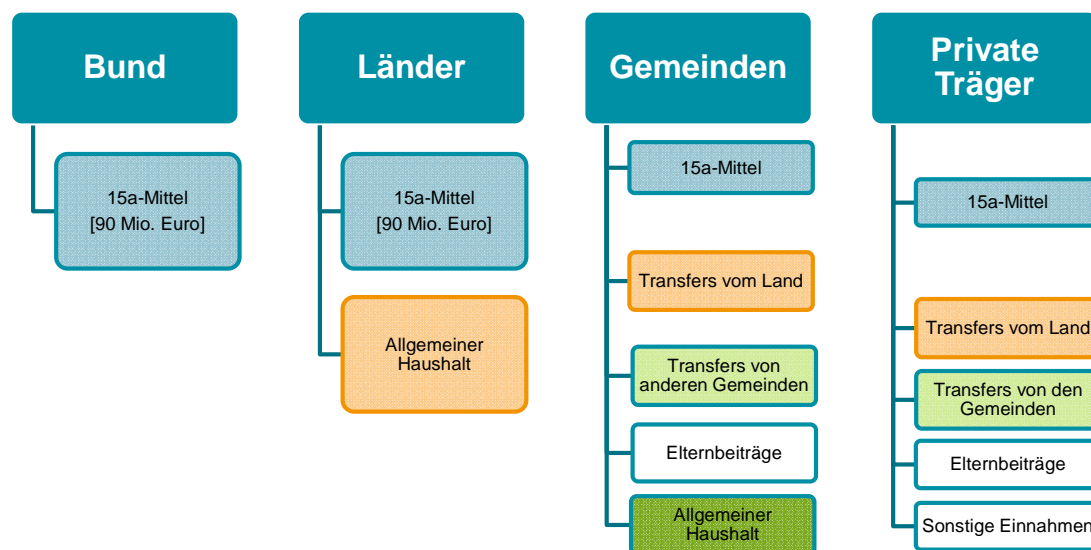 Bund
15a-Mittel
[90 Mio. Euro]
Länder
15a-Mittel
[90 Mio. Euro]
Allgemeiner
Haushalt
Gemeinden
15a-Mittel
Transfers vom Land
Transfers von
anderen Gemeinden
Elternbeiträge
Allgemeiner
Haushalt
Private
Träger
15a-Mittel
Transfers vom Land
Transfers von den
Gemeinden
Elternbeiträge
Sonstige Einnahmen